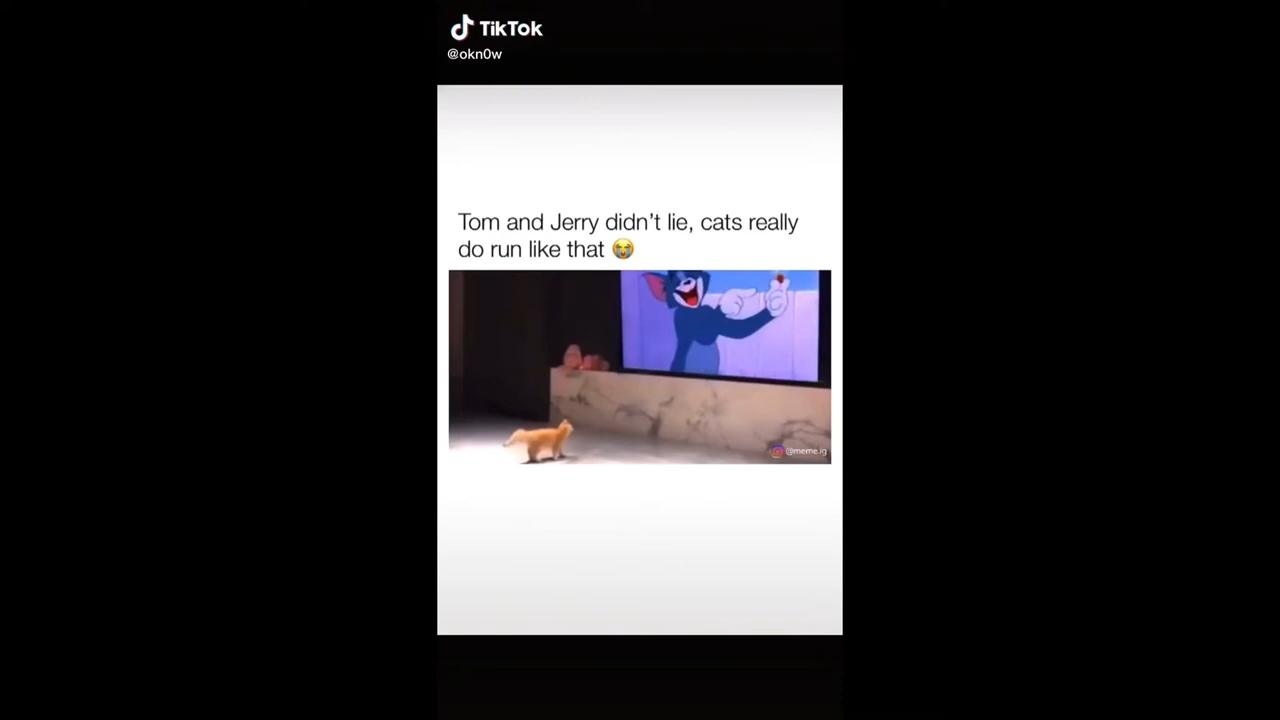 TikTok
@okn0w
Tom and Jerry didn't lie, cats really
do run like that 😭
@meme.ig